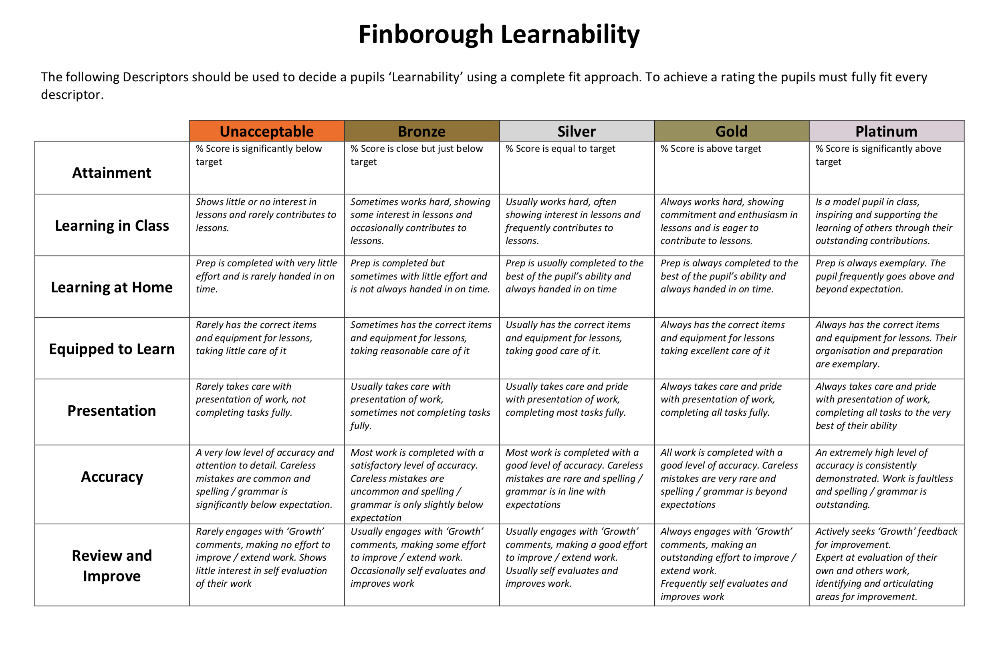 Finborough Learnability
The following Descriptors should be used to decide a pupils ‘Learnability’ using a complete fit approach. To achieve a rating the pupils must fully fit every
descriptor.
Unacceptable
Bronze
Silver
Gold
Platinum
Attainment
% Score is significantly below
target
% Score is close but just below
target
% Score is equal to target
% Score is above target
% Score is significantly above
target
Learning in Class
Shows little or no interest in
lessons and rarely contributes to
lessons.
Sometimes works hard, showing
some interest in lessons and
occasionally contributes to
lessons.
Usually works hard, often
showing interest in lessons and
frequently contributes to
lessons.
Always works hard, showing
commitment and enthusiasm in
lessons and is eager to
contribute to lessons.
Is a model pupil in class,
inspiring and supporting the
learning of others through their
outstanding contributions.
Learning at Home
Prep is completed with very little
effort and is rarely handed in on
time.
Prep is completed but
sometimes with little effort and
is not always handed in on time.
Prep is usually completed to the
best of the pupil’s ability and
always handed in on time
Prep is always completed to the
best of the pupil’s ability and
always handed in on time.
Prep is always exemplary. The
pupil frequently goes above and
beyond expectation.
Equipped to Learn
Rarely has the correct items
and equipment for lessons,
taking little care of it
Sometimes has the correct items
and equipment for lessons,
taking reasonable care of it
Usually has the correct items
and equipment for lessons,
taking good care of it.
Always has the correct items
and equipment for lessons
taking excellent care of it
Always has the correct items
and equipment for lessons. Their
organisation and preparation
are exemplary.
Presentation
Rarely takes care with
presentation of work, not
completing tasks fully.
Usually takes care with
presentation of work,
sometimes not completing tasks
fully.
Usually takes care and pride
with presentation of work,
completing most tasks fully.
Always takes care and pride
with presentation of work,
completing all tasks fully.
Always takes care and pride
with presentation of work,
completing all tasks to the very
best of their ability
Accuracy
A very low level of accuracy and
attention to detail. Careless
mistakes are common and
spelling / grammar is
significantly below expectation.
Most work is completed with a
satisfactory level of accuracy.
Careless mistakes are
uncommon and spelling /
grammar is only slightly below
expectation
Most work is completed with a
good level of accuracy. Careless
mistakes are rare and spelling /
grammar is in line with
expectations
All work is completed with a
good level of accuracy. Careless
mistakes are very rare and
spelling / grammar is beyond
expectations
An extremely high level of
accuracy is consistently
demonstrated. Work is faultless
and spelling / grammar is
outstanding.
Review and
Improve
Rarely engages with ‘Growth’
comments, making no effort to
improve / extend work. Shows
little interest in self evaluation
of their work
Usually engages with ‘Growth’
comments, making some effort
to improve / extend work.
Occasionally self evaluates and
improves work
Usually engages with ‘Growth’
comments, making a good effort
to improve / extend work.
Usually self evaluates and
improves work.
Always engages with ‘Growth’
comments, making an
outstanding effort to improve /
extend work.
Frequently self evaluates and
improves work
Actively seeks ‘Growth’ feedback
for improvement.
Expert at evaluation of their
own and others work,
identifying and articulating
areas for improvement.